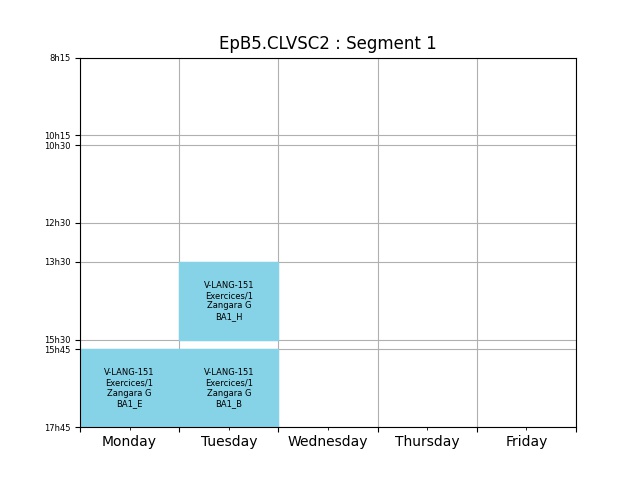 EpB5.CLVSC2 : Segment 1
8h15
10h15
10h30
12h30
13h30
V-LANG-151
Exercices/1
Zangara G
BA1_H
15h30
15h45
V-LANG-151
Exercices/1
Zangara G
BA1_E
V-LANG-151
Exercices/1
Zangara G
BA1_B
17h45
Monday
Tuesday
Wednesday
Thursday
Friday